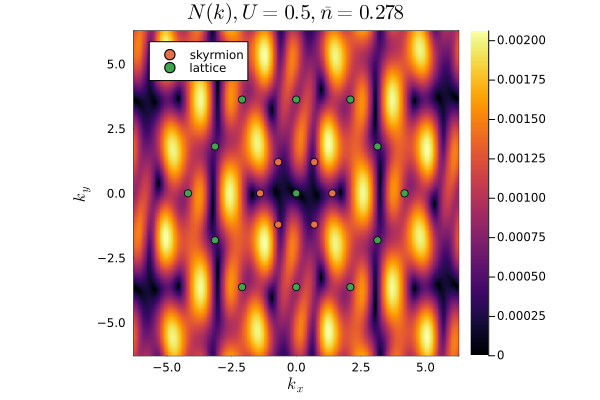 N(k), U = 0.5, n̄ = 0.278
skyrmion
lattice
5.0
2.5
0.0
−2.5
−5.0
k_y
−5.0 −2.5 0.0 2.5 5.0
k_x
0.00200
0.00175
0.00150
0.00125
0.00100
0.00075
0.00050
0.00025
0